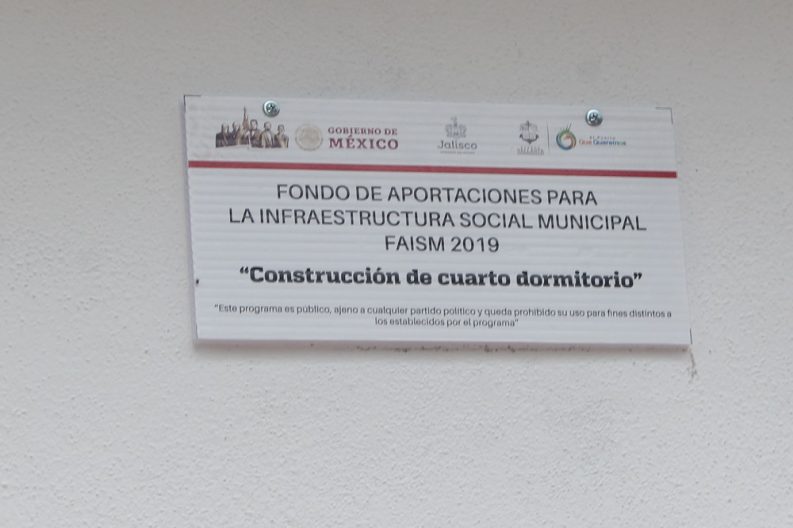 GOBIERNO DE
MÉXICO
Jalisco
Que Queremos
FONDO DE APORTACIONES PARA
LA INFRAESTRUCTURA SOCIAL MUNICIPAL
FAISM 2019
“Construcción de cuarto dormitorio”
“Este programa es público, ajeno a cualquier partido político y queda prohibido su uso para fines distintos a
los establecidos por el programa”